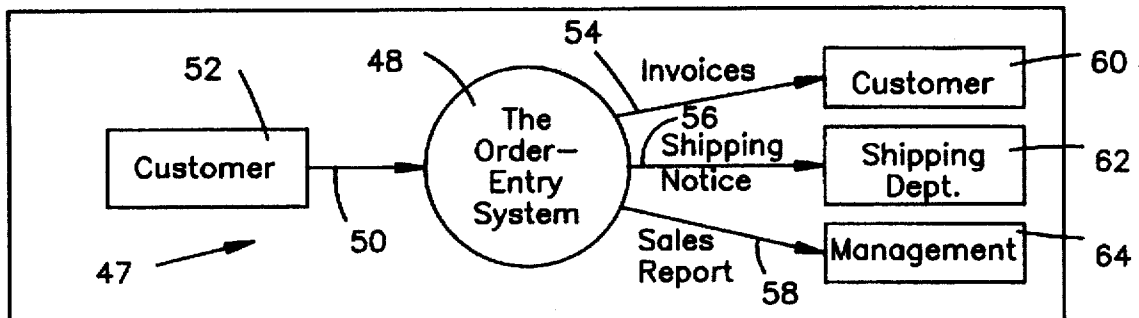 52
Customer
50
47
48
The
Order-
Entry
System
54
Invoices
56
Shipping
Notice
Sales
Report
58
Customer
60
Shipping
Dept.
62
Management
64